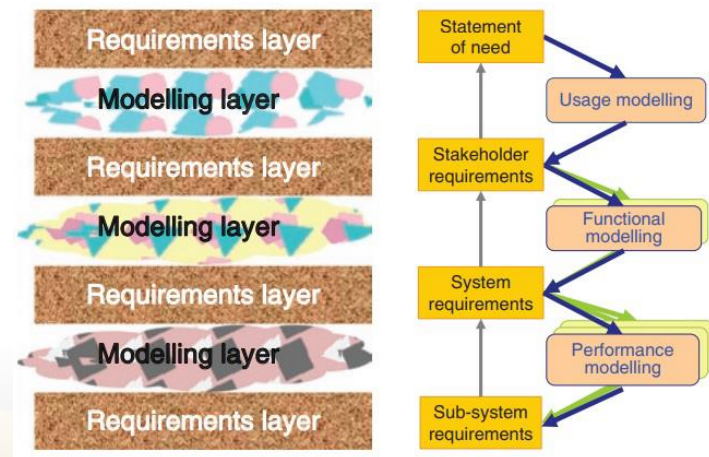 Requirements layer
Modelling layer
Requirements layer
Modelling layer
Requirements layer
Modelling layer
Requirements layer
Statement
of need
Usage modelling
Stakeholder
requirements
Functional
modelling
System
requirements
Performance
modelling
Sub-system
requirements